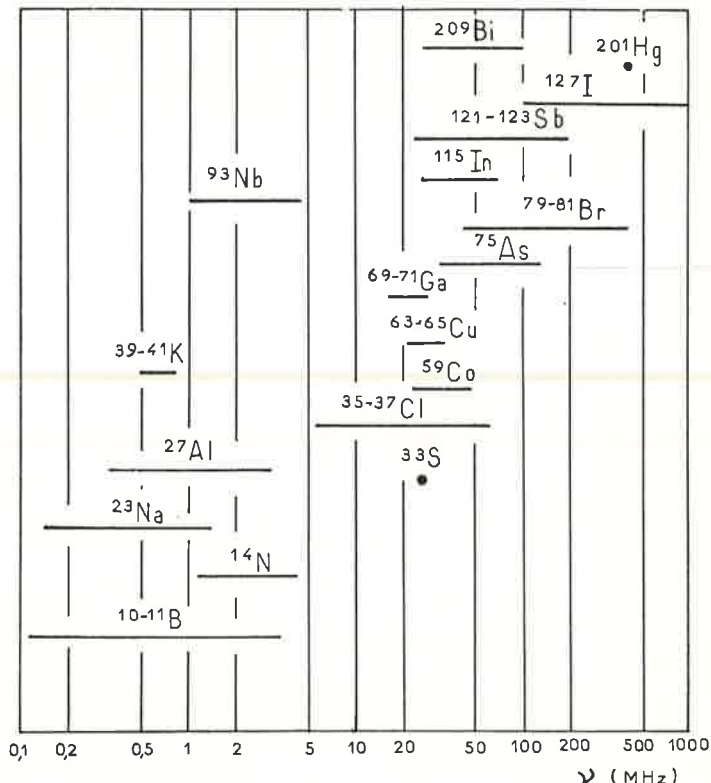 209Bi
201Hg
127I
121-123Sb
115In
93Nb
79-81Br
75As
69-71Ga
63-65Cu
39-41K
59Co
35-37Cl
27Al
33S
23Na
14N
10-11B
0,1 0,2 0,5 1 2 5 10 20 50 100 200 500 1000
ν (MHz)